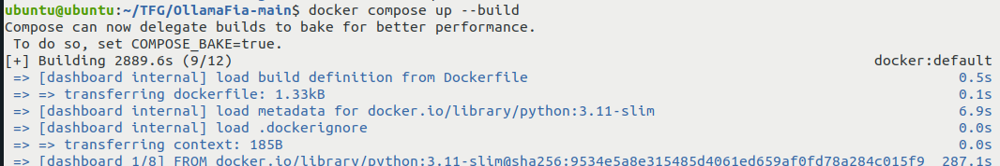 ubuntu@ubuntu:~/TFG/OllamaFia-main$ docker compose up --build
Compose can now delegate builds to bake for better performance.
 To do so, set COMPOSE_BAKE=true.
[+] Building 2889.6s (9/12) docker:default
 => [dashboard internal] load build definition from Dockerfile 0.5s
 => => transferring dockerfile: 1.33kB 0.1s
 => [dashboard internal] load metadata for docker.io/library/python:3.11-slim 6.9s
 => [dashboard internal] load .dockerignore 0.0s
 => => transferring context: 185B 0.0s
 => [dashboard 1/8] FROM docker.io/library/python:3.11-slim@sha256:9534e5a8e315485d4061ed659af0fd78a284c015f9 287.1s